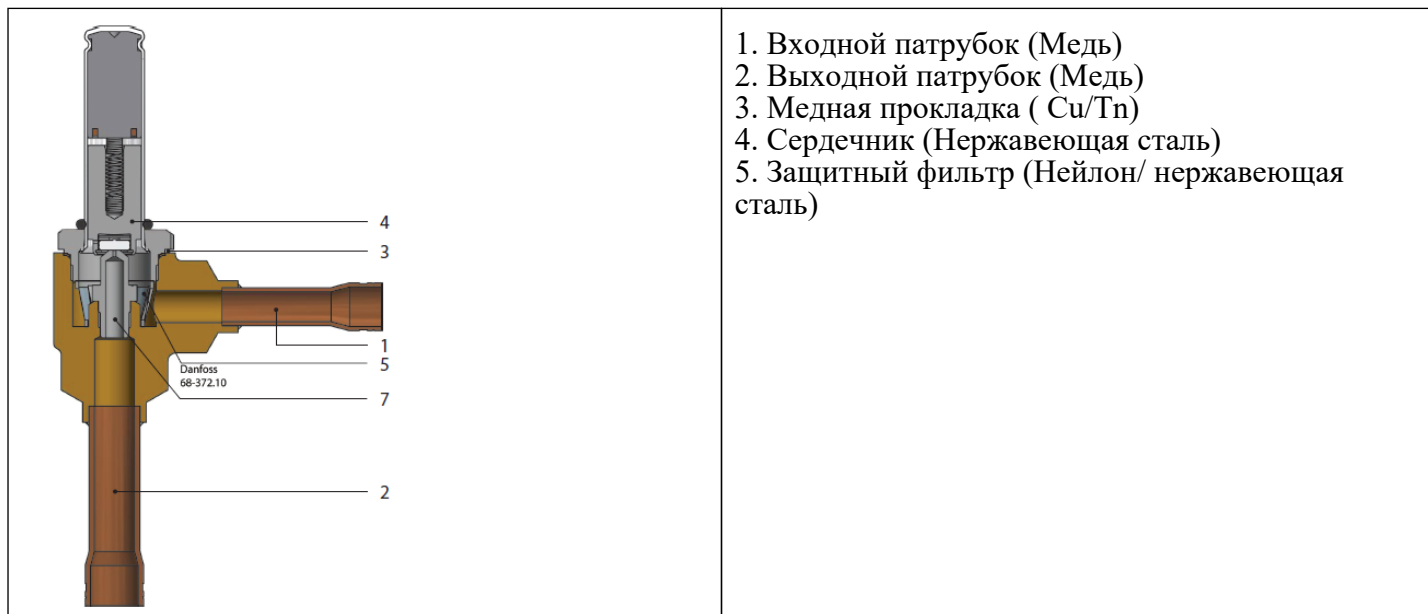 4
3
1
5
Danfoss
68-372.10
7
2
1. Входной патрубок (Медь)
2. Выходной патрубок (Медь)
3. Медная прокладка ( Cu/Tn)
4. Сердечник (Нержавеющая сталь)
5. Защитный фильтр (Нейлон/ нержавеющая
сталь)